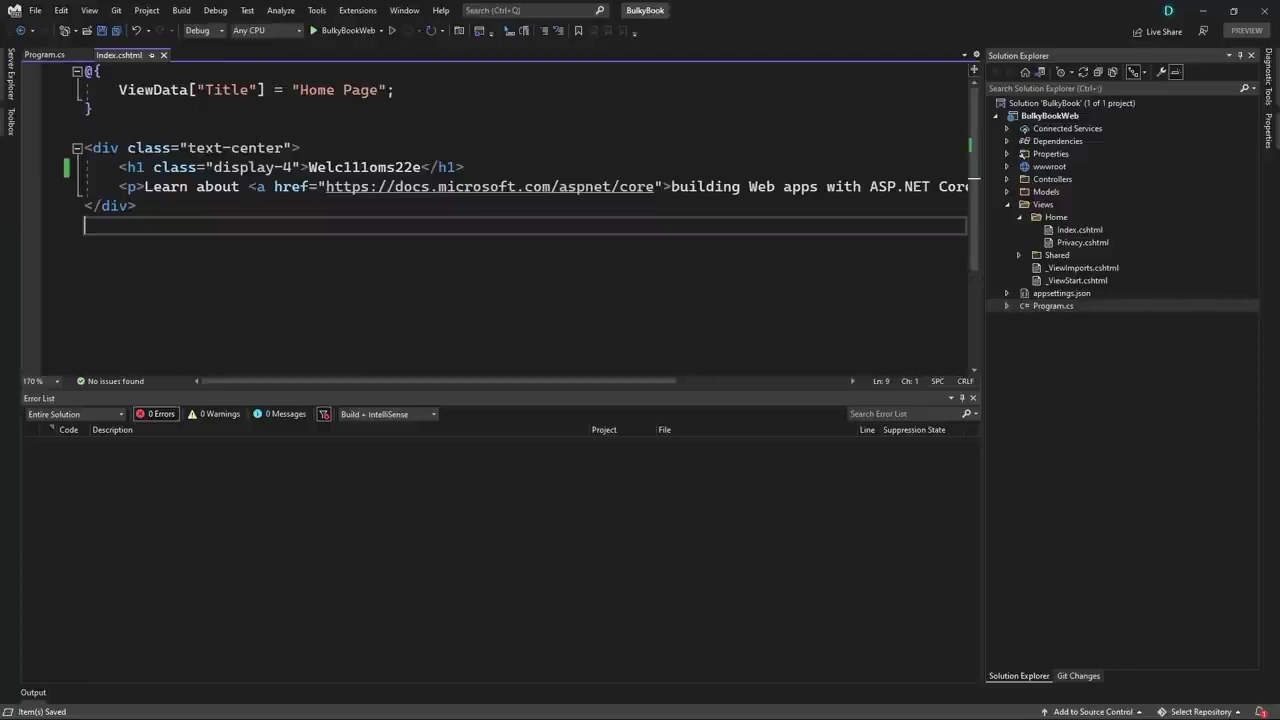 File Edit View Git Project Build Debug Test Analyze Tools Extensions Window Help Search (Ctrl+Q) BulkyBook D
Debug Any CPU BulkyBookWeb Live Share PREVIEW
Server Explorer
Toolbox
Program.cs Index.cshtml
@{
ViewData["Title"] = "Home Page";
}
<div class="text-center">
<h1 class="display-4">Welc111oms22e</h1>
<p>Learn about <a href="https://docs.microsoft.com/aspnet/core">building Web apps with ASP.NET Core
</div>
170 % No issues found Ln: 9 Ch: 1 SPC CRLF
Error List
Entire Solution 0 Errors 0 Warnings 0 Messages Build + IntelliSense Search Error List
Code Description Project File Line Suppression State
Output
Item(s) Saved Add to Source Control Select Repository 1
Solution Explorer
Search Solution Explorer (Ctrl+;)
Solution 'BulkyBook' (1 of 1 project)
BulkyBookWeb
Connected Services
Dependencies
Properties
wwwroot
Controllers
Models
Views
Home
Index.cshtml
Privacy.cshtml
Shared
_ViewImports.cshtml
_ViewStart.cshtml
appsettings.json
C# Program.cs
Solution Explorer Git Changes
Diagnostic Tools
Properties